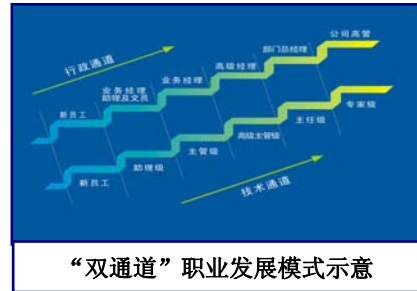 行政通道
新员工
业务经理
助理及文员
业务经理
高级经理
部门总经理
公司高管
新员工
助理级
主管级
高级主管级
主任级
专家级
技术通道
“双通道”职业发展模式示意